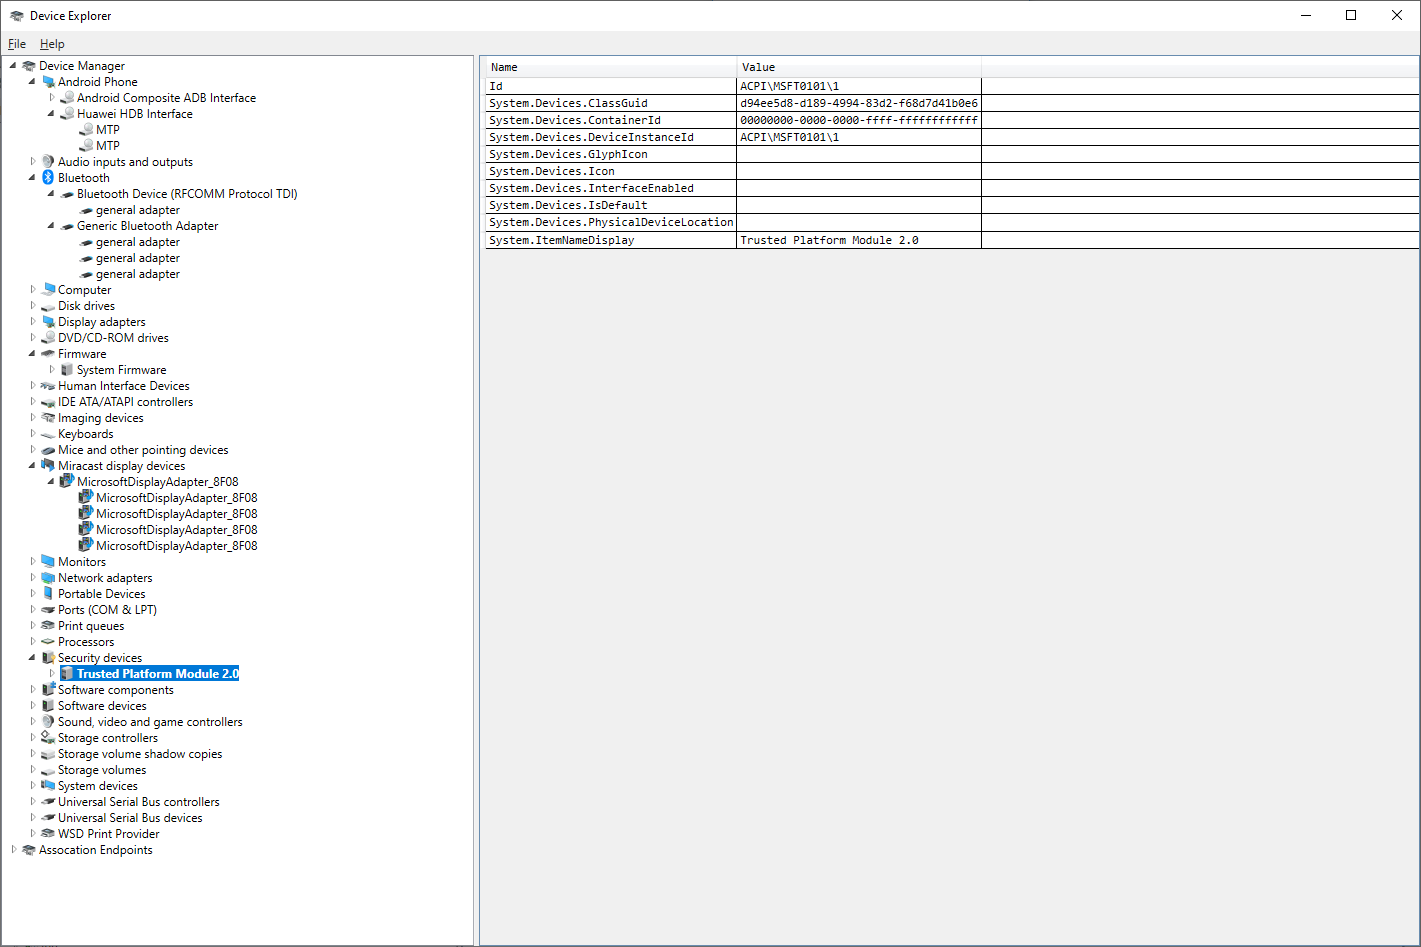 Device Explorer
File Help
Device Manager
Android Phone
Android Composite ADB Interface
Huawei HDB Interface
MTP
MTP
Audio inputs and outputs
Bluetooth
Bluetooth Device (RFCOMM Protocol TDI)
general adapter
Generic Bluetooth Adapter
general adapter
general adapter
general adapter
Computer
Disk drives
Display adapters
DVD/CD-ROM drives
Firmware
System Firmware
Human Interface Devices
IDE ATA/ATAPI controllers
Imaging devices
Keyboards
Mice and other pointing devices
Miracast display devices
MicrosoftDisplayAdapter_8F08
MicrosoftDisplayAdapter_8F08
MicrosoftDisplayAdapter_8F08
MicrosoftDisplayAdapter_8F08
MicrosoftDisplayAdapter_8F08
Monitors
Network adapters
Portable Devices
Ports (COM & LPT)
Print queues
Processors
Security devices
Trusted Platform Module 2.0
Software components
Software devices
Sound, video and game controllers
Storage controllers
Storage volume shadow copies
Storage volumes
System devices
Universal Serial Bus controllers
Universal Serial Bus devices
WSD Print Provider
Assocation Endpoints
Name Value
Id ACPI\MSFT0101\1
System.Devices.ClassGuid d94ee5d8-d189-4994-83d2-f68d7d41b0e6
System.Devices.ContainerId 00000000-0000-0000-ffff-ffffffffffff
System.Devices.DeviceInstanceId ACPI\MSFT0101\1
System.Devices.GlyphIcon
System.Devices.Icon
System.Devices.InterfaceEnabled
System.Devices.IsDefault
System.Devices.PhysicalDeviceLocation
System.ItemNameDisplay Trusted Platform Module 2.0